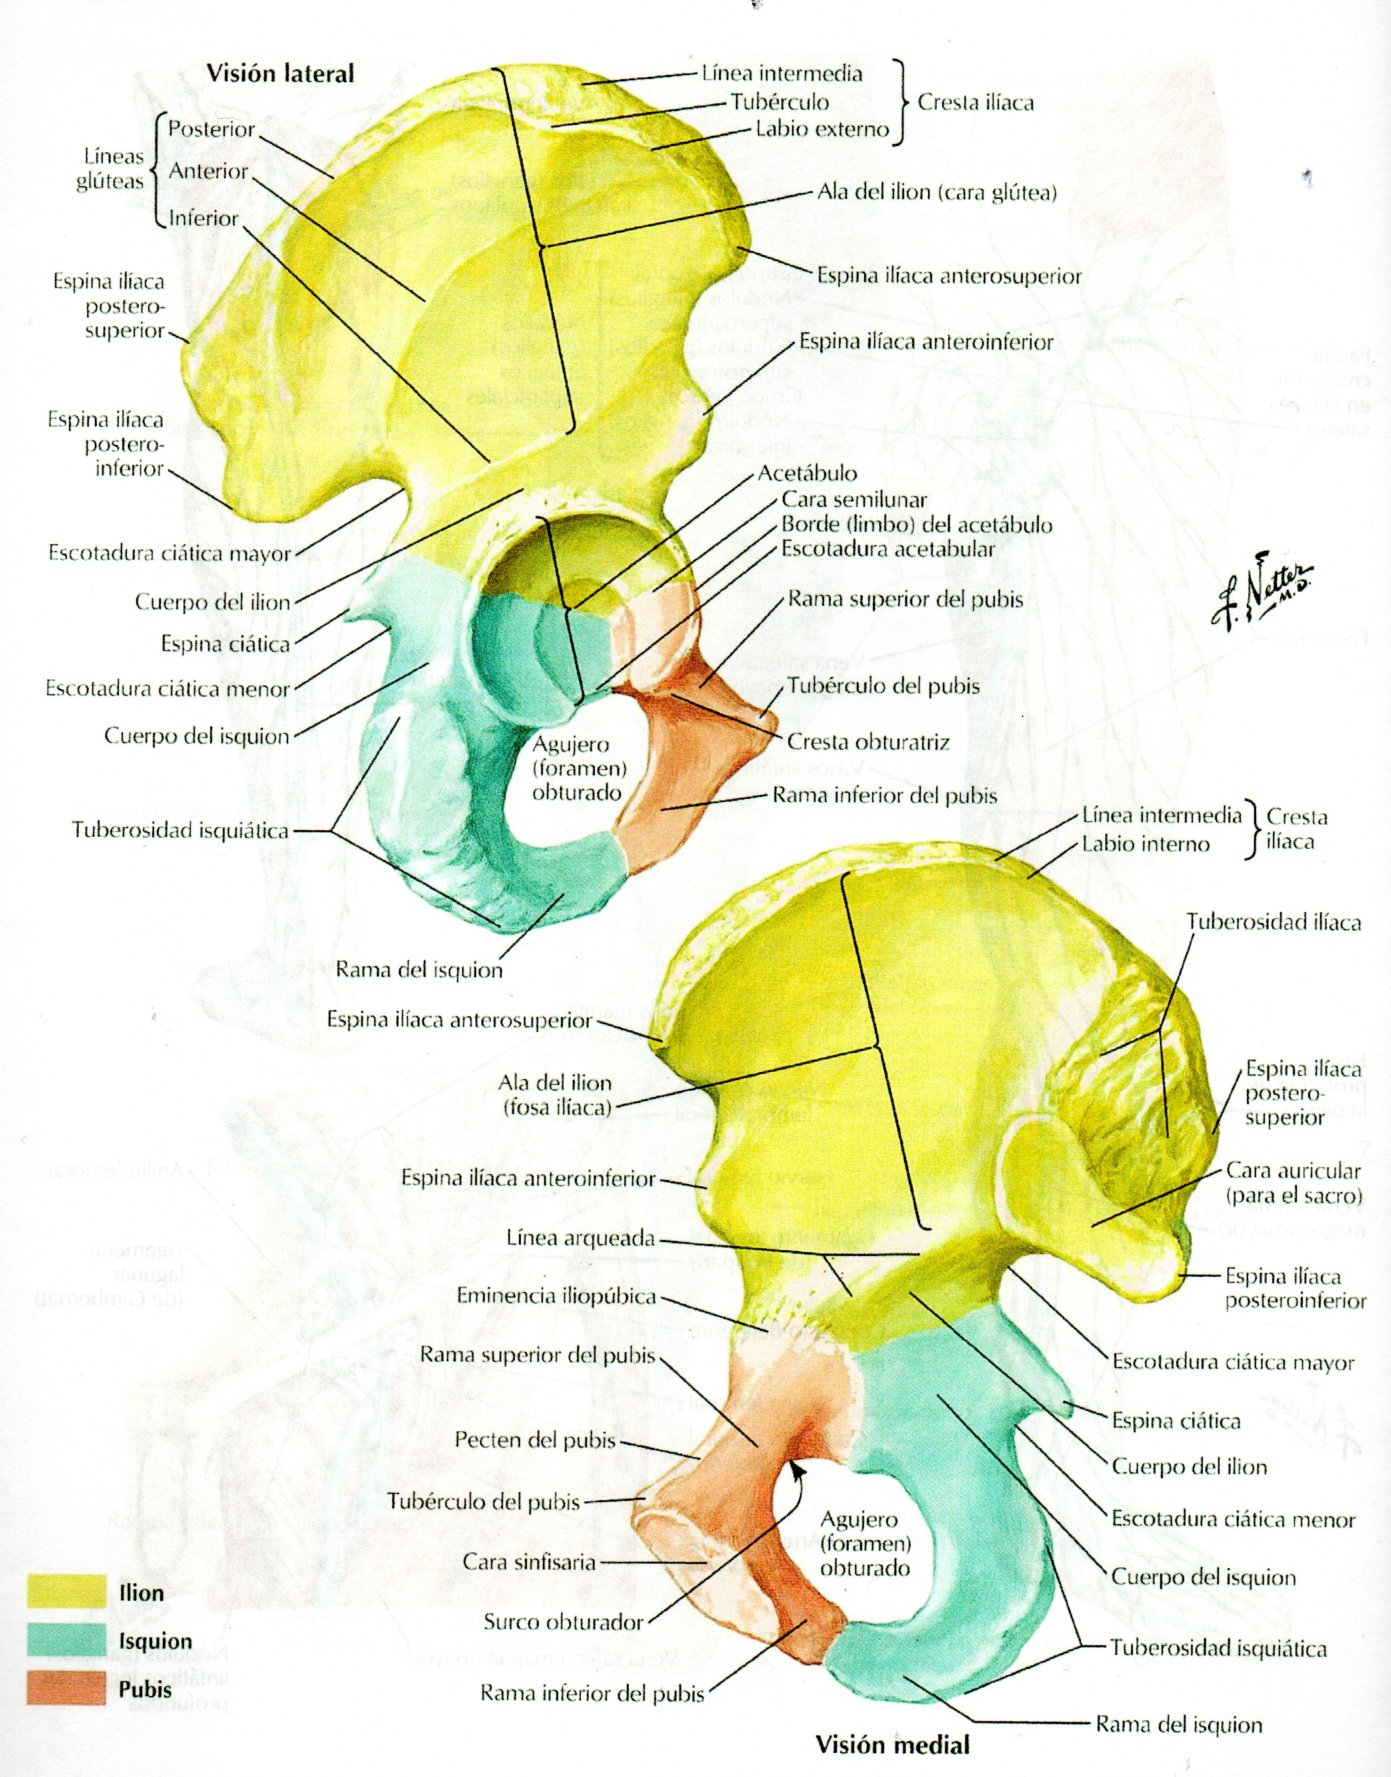 Visión lateral
Línea intermedia
Tubérculo
Labio externo
Cresta ilíaca
Líneas
glúteas
Posterior
Anterior
Inferior
Ala del ilion (cara glútea)
Espina ilíaca
postero-
superior
Espina ilíaca anterosuperior
Espina ilíaca anteroinferior
Espina ilíaca
postero-
inferior
Acetábulo
Cara semilunar
Borde (limbo) del acetábulo
Escotadura acetabular
Escotadura ciática mayor
Cuerpo del ilion
Rama superior del pubis
Espina ciática
Escotadura ciática menor
Tubérculo del pubis
Cuerpo del isquion
Cresta obturatriz
Agujero
(foramen)
obturado
Rama inferior del pubis
Tuberosidad isquiática
Rama del isquion
F. Netter
M.D.
Línea intermedia
Labio interno
Cresta
ilíaca
Tuberosidad ilíaca
Espina ilíaca anterosuperior
Ala del ilion
(fosa ilíaca)
Espina ilíaca
postero-
superior
Espina ilíaca anteroinferior
Cara auricular
(para el sacro)
Línea arqueada
Eminencia iliopúbica
Espina ilíaca
posteroinferior
Rama superior del pubis
Escotadura ciática mayor
Espina ciática
Pecten del pubis
Cuerpo del ilion
Tubérculo del pubis
Escotadura ciática menor
Agujero
(foramen)
obturado
Cara sinfisaria
Cuerpo del isquion
Surco obturador
Tuberosidad isquiática
Rama inferior del pubis
Rama del isquion
Ilion
Isquion
Pubis
Visión medial